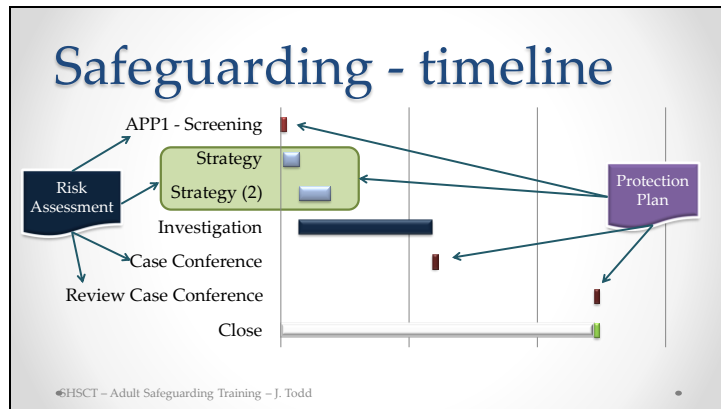 Safeguarding - timeline
APP1 - Screening
Strategy
Strategy (2)
Investigation
Case Conference
Review Case Conference
Close
Risk
Assessment
Protection
Plan
SHSCT – Adult Safeguarding Training – J. Todd